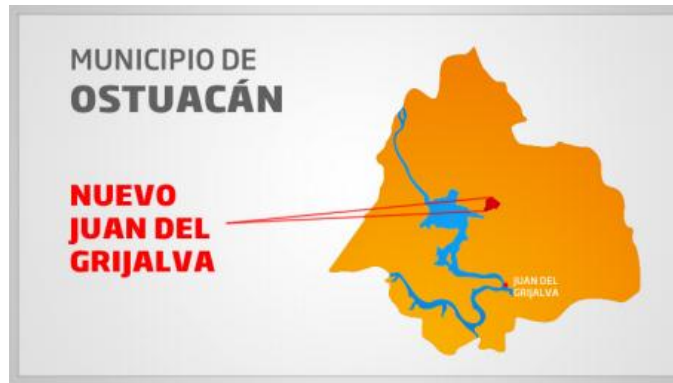 MUNICIPIO DE
OSTUACÁN
NUEVO
JUAN DEL
GRIJALVA
JUAN DEL
GRIJALVA